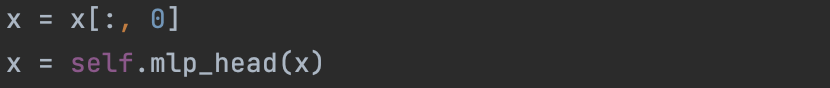 x = x[:, 0]
x = self.mlp_head(x)